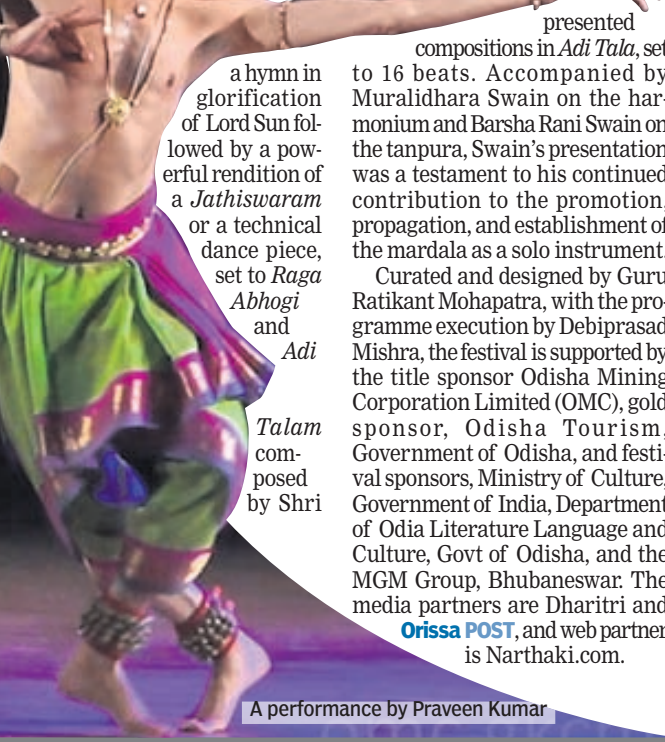 a hymn in
glorification
of Lord Sun fol-
lowed by a pow-
erful rendition of
a Jathiswaram
or a technical
dance piece,
set to Raga
Abhogi
and
Adi
Talam
com-
posed
by Shri
presented
compositions in Adi Tala, set
to 16 beats. Accompanied by
Muralidhara Swain on the har-
monium and Barsha Rani Swain on
the tanpura, Swain's presentation
was a testament to his continued
contribution to the promotion,
propagation, and establishment of
the mardala as a solo instrument.
Curated and designed by Guru
Ratikant Mohapatra, with the pro-
gramme execution by Debiprasad
Mishra, the festival is supported by
the title sponsor Odisha Mining
Corporation Limited (OMC), gold
sponsor, Odisha Tourism,
Government of Odisha, and festi-
val sponsors, Ministry of Culture,
Government of India, Department
of Odia Literature Language and
Culture, Govt of Odisha, and the
MGM Group, Bhubaneswar. The
media partners are Dharitri and
Orissa POST, and web partner
is Narthaki.com.
A performance by Praveen Kumar